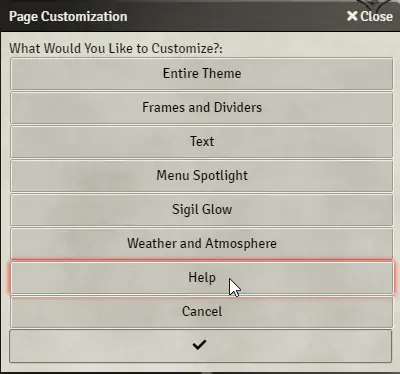 Page Customization
Close
What Would You Like to Customize?:
Entire Theme
Frames and Dividers
Text
Menu Spotlight
Sigil Glow
Weather and Atmosphere
Help
Cancel